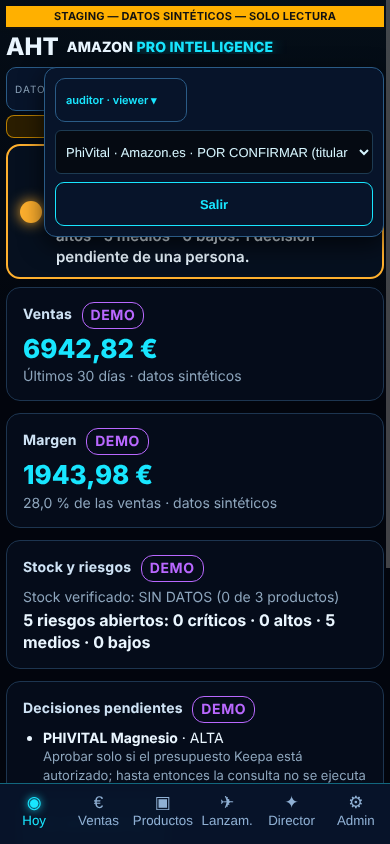 STAGING — DATOS SINTÉTICOS — SOLO LECTURA
AHT AMAZON PRO INTELLIGENCE
DATO
auditor · viewer ▾
PhiVital · Amazon.es · POR CONFIRMAR (titular
Salir
altos · 5 medios · 0 bajos. 1 decisión
pendiente de una persona.
Ventas DEMO
6942,82 €
Últimos 30 días · datos sintéticos
Margen DEMO
1943,98 €
28,0 % de las ventas · datos sintéticos
Stock y riesgos DEMO
Stock verificado: SIN DATOS (0 de 3 productos)
5 riesgos abiertos: 0 críticos · 0 altos · 5
medios · 0 bajos
Decisiones pendientes DEMO
• PHIVITAL Magnesio · ALTA
Aprobar solo si el presupuesto Keepa está
autorizado; hasta entonces la consulta no se ejecuta
Hoy
€ Ventas
Productos
Lanzam.
Director
Admin